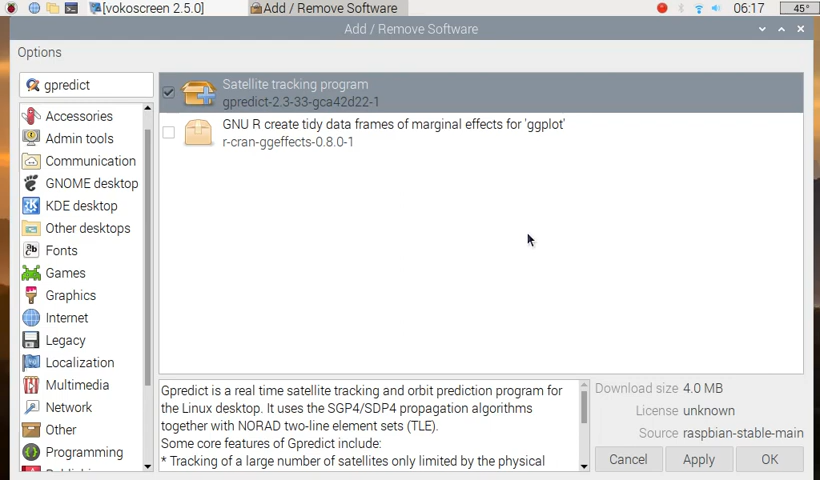 [vokoscreen 2.5.0]
Add / Remove Software
06:17
45°
Add / Remove Software
Options
gpredict
Accessories
Admin tools
Communication
GNOME desktop
KDE desktop
Other desktops
Fonts
Games
Graphics
Internet
Legacy
Localization
Multimedia
Network
Other
Programming
Satellite tracking program
gpredict-2.3-33-gca42d22-1
GNU R create tidy data frames of marginal effects for 'ggplot'
r-cran-ggeffects-0.8.0-1
Gpredict is a real time satellite tracking and orbit prediction program for
the Linux desktop. It uses the SGP4/SDP4 propagation algorithms
together with NORAD two-line element sets (TLE).
Some core features of Gpredict include:
* Tracking of a large number of satellites only limited by the physical
Download size 4.0 MB
License unknown
Source raspbian-stable-main
Cancel
Apply
OK